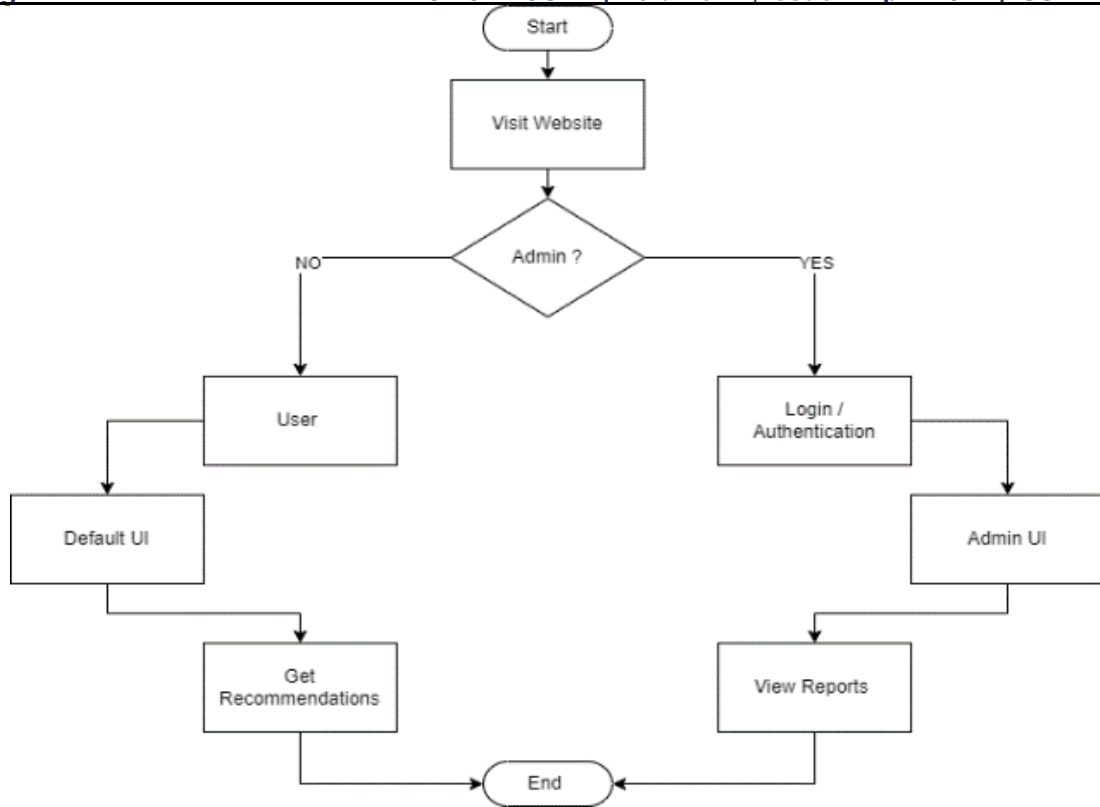 Start
Visit Website
Admin ?
NO
YES
User
Login /
Authentication
Default UI
Admin UI
Get
Recommendations
View Reports
End